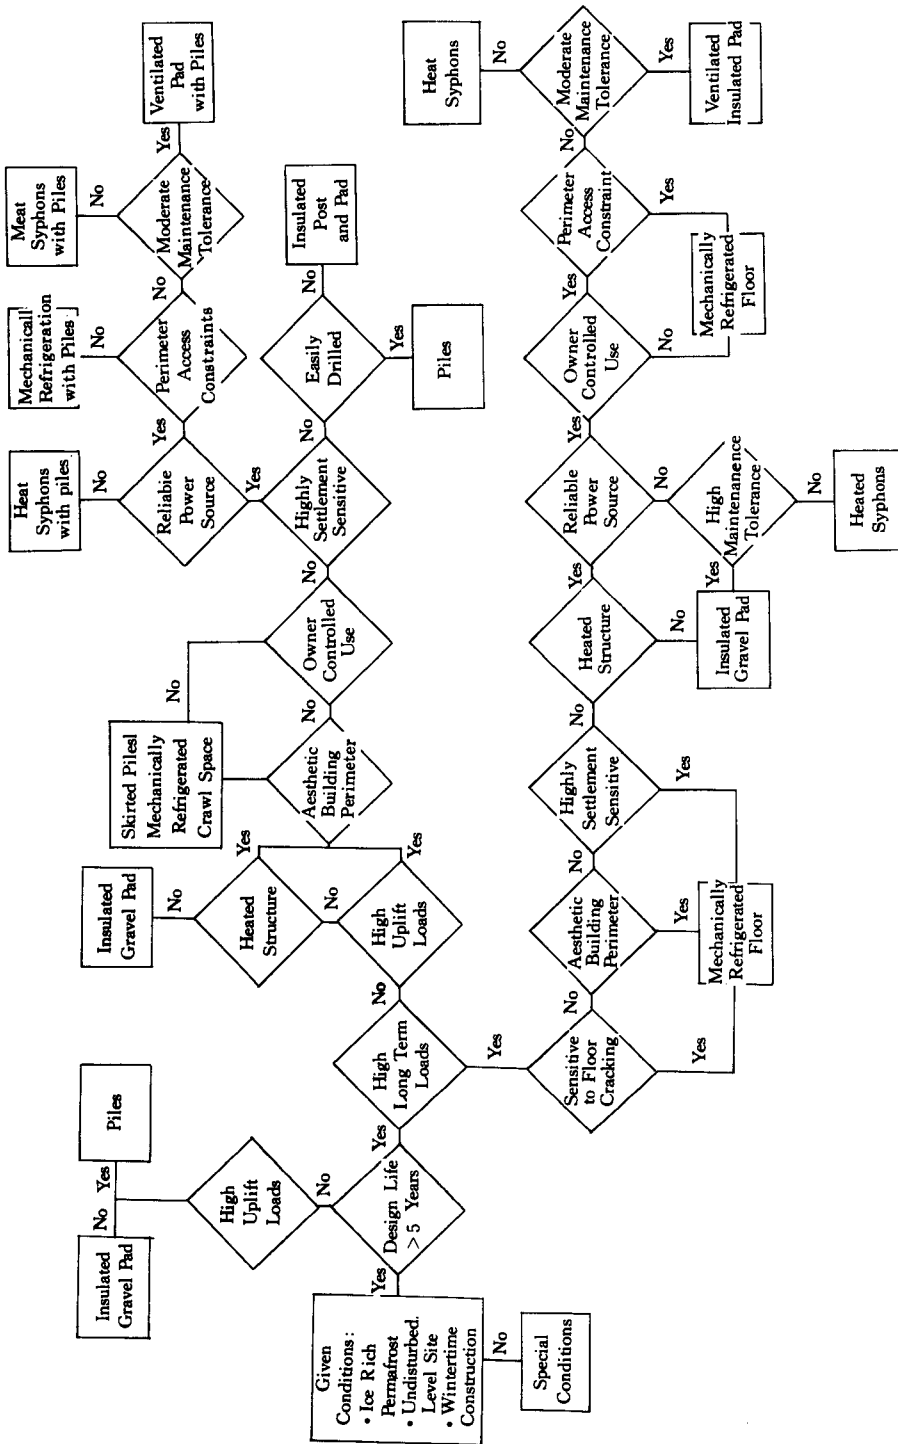 Given
Conditions:
• Ice Rich
Permafrost
• Undisturbed.
Level Site
• Wintertime
Construction
No
Special
Conditions
Yes
Design Life
> 5 Years
No
High
Uplift
Loads
No
Yes
Insulated
Gravel Pad
Piles
Yes
High
Long Term
Loads
No
Yes
High
Uplift
Loads
No
Yes
Heated
Structure
Yes
No
Insulated
Gravel Pad
Aesthetic
Building
Perimeter
Skirted Pilesl
Mechanically
Refrigerated
Crawl Space
No
Owner
Controlled
Use
No
No
Highly
Settlement
Sensitive
Yes
No
Easily
Drilled
No
Insulated
Post
and Pad
Yes
Piles
Reliabie
Power
Source
No
Heat
Syphons
with piles
Yes
Perimeter
Access
Constraints
No
Mechanicall
Refrigeration
with Piles
No
Moderate
Maintenance
Tolerance
No
Meat
Syphons
with Piles
Yes
Ventilated
Pad
with Piles
Sensitive
to Floor
Cracking
Yes
No
Aesthetic
Building
Perimeter
Yes
Mechanically
Refrigerated
Floor
No
Highly
Settlement
Sensitive
Yes
No
Heated
Structure
No
Insulated
Gravel Pad
Yes
Reliable
Power
Source
No
High
Maintenanence
Tolerance
Yes
No
Heated
Syphons
Yes
Owner
Controlled
Use
No
Mechanically
Refrigerated
Floor
Yes
Perimeter
Access
Constraint
Yes
No
Moderate
Maintenance
Tolerance
No
Heat
Syphons
Yes
Ventilated
Insulated Pad